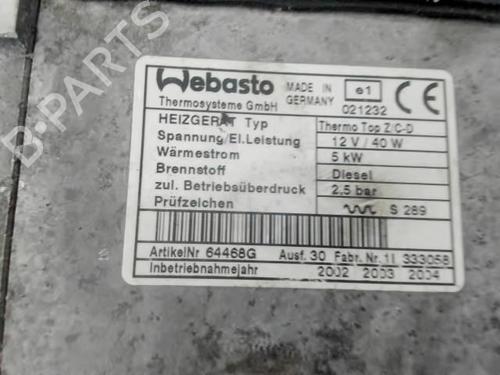 B-PARTS
Webasto MADE IN GERMANY e1 CE
Thermosysteme GmbH 021232
HEIZGERÄT Typ Thermo Top Z/C-D
Spannung/El.Leistung 12 V / 40 W
Wärmestrom 5 kW
Brennstoff Diesel
zul. Betriebsüberdruck 2,5 bar
Prüfzeichen S 289
ArtikelNr 64468G Ausf. 30 Fabr. Nr. 11 333058
Inbetriebnahmejahr 2002 2003 2004